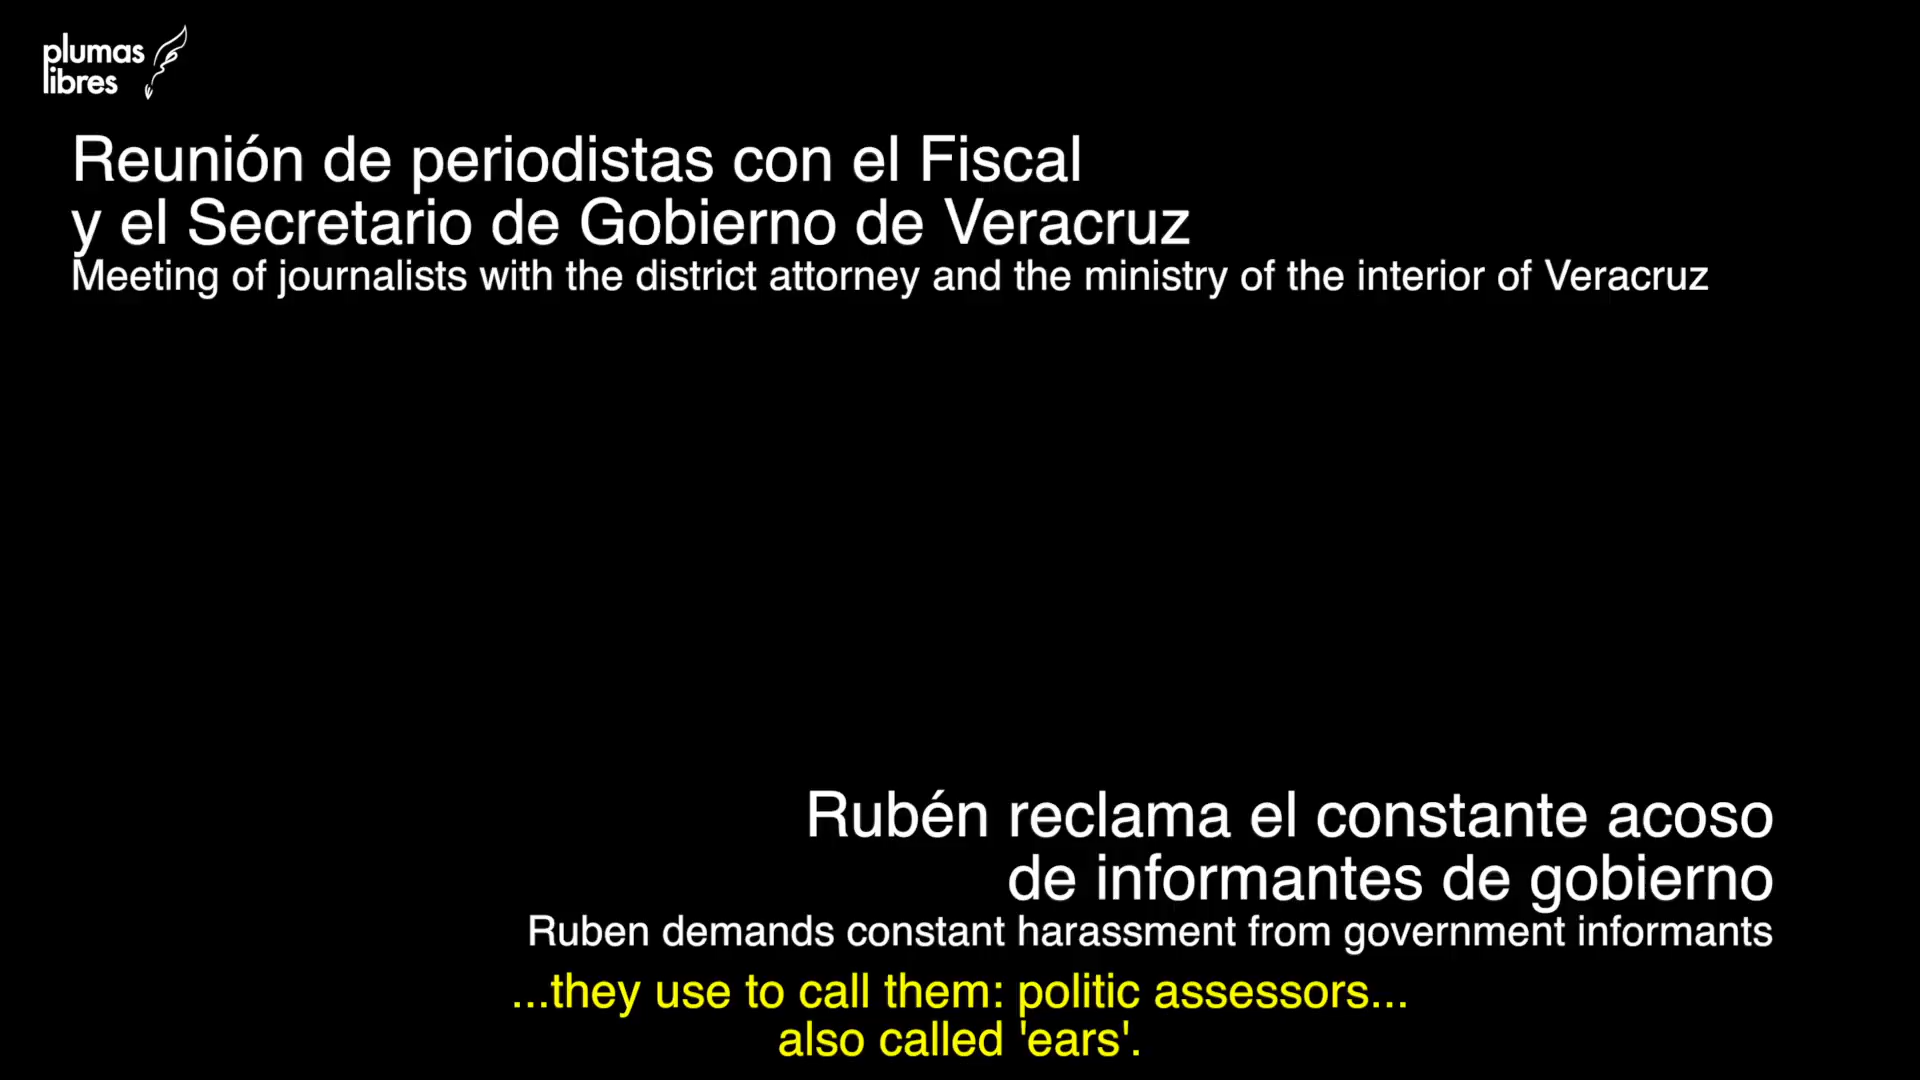 plumas
libres
Reunión de periodistas con el Fiscal
y el Secretario de Gobierno de Veracruz
Meeting of journalists with the district attorney and the ministry of the interior of Veracruz
Rubén reclama el constante acoso
de informantes de gobierno
Ruben demands constant harassment from government informants
...they use to call them: politic assessors...
also called 'ears'.